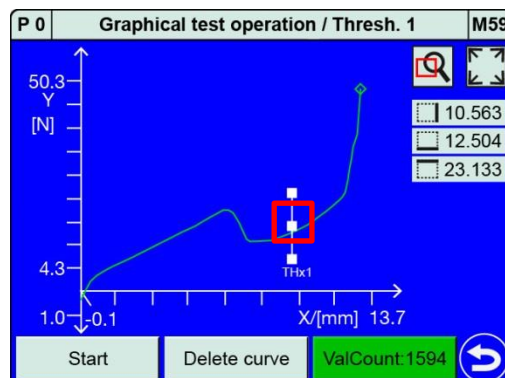 P 0 Graphical test operation / Thresh. 1 M59
50.3
Y
[N]
10.563
12.504
23.133
4.3
THx1
1.0 -0.1 X/[mm] 13.7
Start Delete curve ValCount:1594